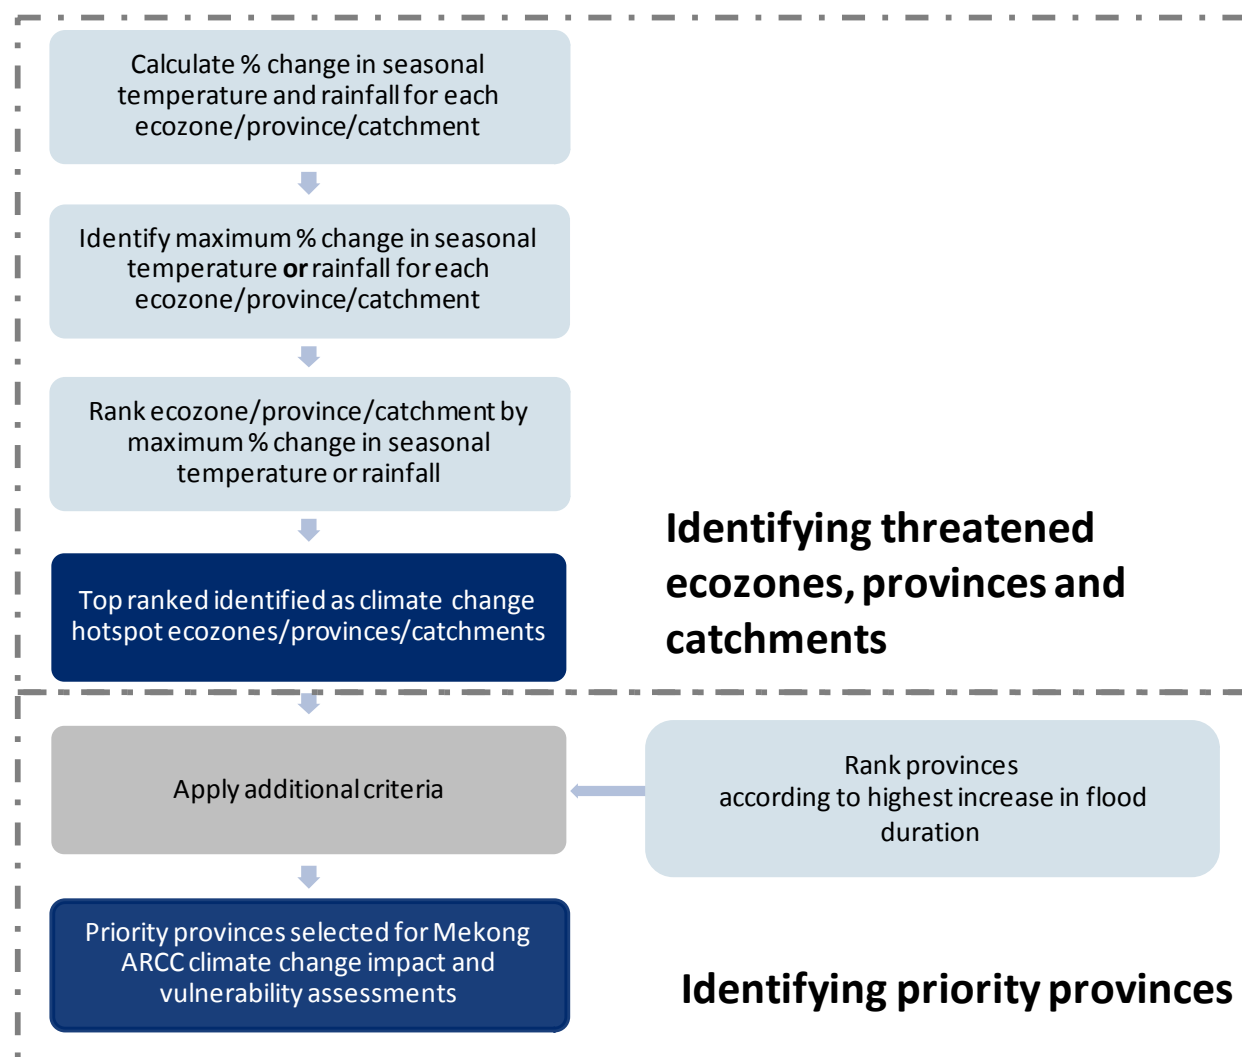 Calculate % change in seasonal
temperature and rainfall for each
ecozone/province/catchment
Identify maximum % change in seasonal
temperature or rainfall for each
ecozone/province/catchment
Rank ecozone/province/catchment by
maximum % change in seasonal
temperature or rainfall
Identifying threatened
ecozones, provinces and
catchments
Top ranked identified as climate change
hotspot ecozones/provinces/catchments
Apply additional criteria
Rank provinces
according to highest increase in flood
duration
Priority provinces selected for Mekong
ARCC climate change impact and
vulnerability assessments
Identifying priority provinces